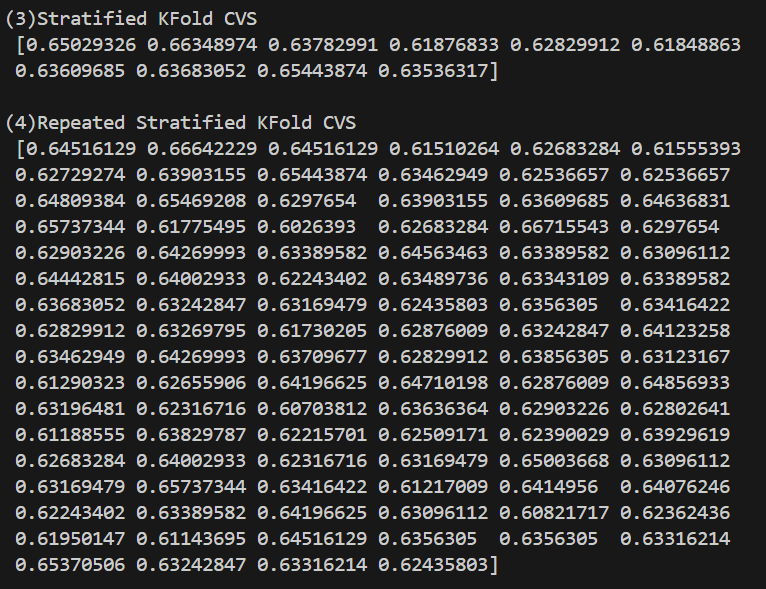 (3)Stratified KFold CVS
[0.65029326 0.66348974 0.63782991 0.61876833 0.62829912 0.61848863
0.63609685 0.63683052 0.65443874 0.63536317]
(4)Repeated Stratified KFold CVS
[0.64516129 0.66642229 0.64516129 0.61510264 0.62683284 0.61555393
0.62729274 0.63903155 0.65443874 0.63462949 0.62536657 0.62536657
0.64809384 0.65469208 0.6297654 0.63903155 0.63609685 0.64636831
0.65737344 0.61775495 0.6026393 0.62683284 0.66715543 0.6297654
0.62903226 0.64269993 0.63389582 0.64563463 0.63389582 0.63096112
0.64442815 0.64002933 0.62243402 0.63489736 0.63343109 0.63389582
0.63683052 0.63242847 0.63169479 0.62435803 0.6356305 0.63416422
0.62829912 0.63269795 0.61730205 0.62876009 0.63242847 0.64123258
0.63462949 0.64269993 0.63709677 0.62829912 0.63856305 0.63123167
0.61290323 0.62655906 0.64196625 0.64710198 0.62876009 0.64856933
0.63196481 0.62316716 0.60703812 0.63636364 0.62903226 0.62802641
0.61188555 0.63829787 0.62215701 0.62509171 0.62390029 0.63929619
0.62683284 0.64002933 0.62316716 0.63169479 0.65003668 0.63096112
0.63169479 0.65737344 0.63416422 0.61217009 0.6414956 0.64076246
0.62243402 0.63389582 0.64196625 0.63096112 0.60821717 0.62362436
0.61950147 0.61143695 0.64516129 0.6356305 0.6356305 0.63316214
0.65370506 0.63242847 0.63316214 0.62435803]